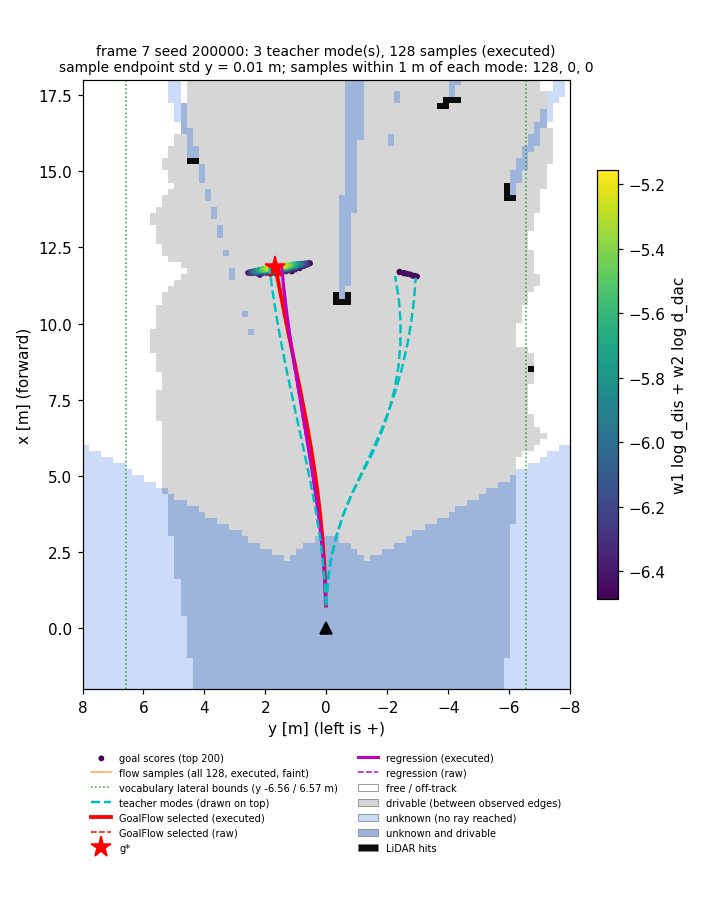 frame 7 seed 200000: 3 teacher mode(s), 128 samples (executed)
sample endpoint std y = 0.01 m; samples within 1 m of each mode: 128, 0, 0
17.5
15.0
12.5
10.0
7.5
5.0
2.5
0.0
x [m] (forward)
8 6 4 2 0 −2 −4 −6 −8
y [m] (left is +)
−5.2
−5.4
−5.6
−5.8
−6.0
−6.2
−6.4
w1 log d_dis + w2 log d_dac
goal scores (top 200)
flow samples (all 128, executed, faint)
vocabulary lateral bounds (y -6.56 / 6.57 m)
teacher modes (drawn on top)
GoalFlow selected (executed)
GoalFlow selected (raw)
g*
regression (executed)
regression (raw)
free / off-track
drivable (between observed edges)
unknown (no ray reached)
unknown and drivable
LiDAR hits